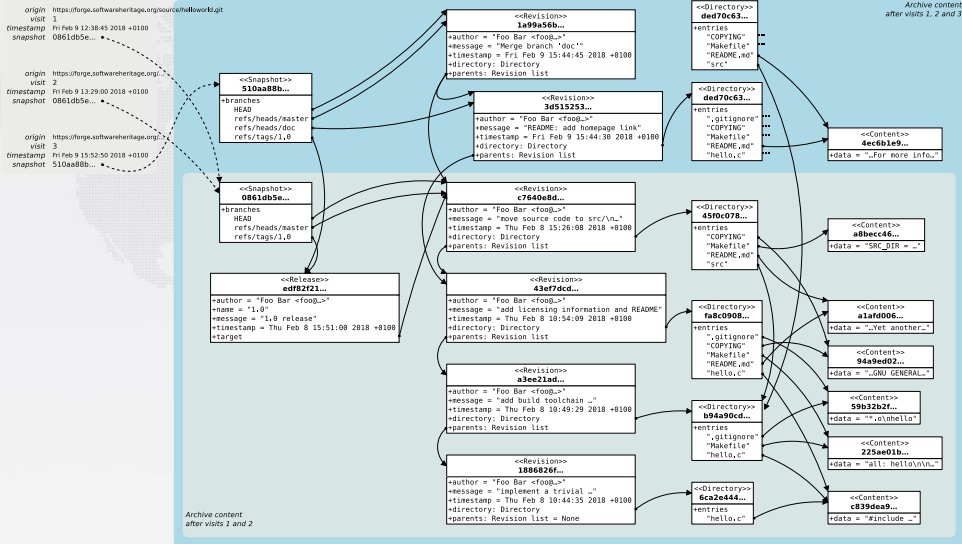 origin https://forge.softwareheritage.org/source/helloworld.git
visit 1
timestamp Fri Feb 9 12:38:45 2018 +0100
snapshot 0861db5e...
origin https://forge.softwareheritage.org/...
visit 2
timestamp Fri Feb 9 13:29:00 2018 +0100
snapshot 0861db5e...
origin https://forge.softwareheritage.org/...
visit 3
timestamp Fri Feb 9 15:52:50 2018 +0100
snapshot 510aa88b...
<<Snapshot>>
510aa88b...
+branches
HEAD
refs/heads/master
refs/heads/doc
refs/tags/1.0
<<Snapshot>>
0861db5e...
+branches
HEAD
refs/heads/master
refs/tags/1.0
<<Release>>
edf82f21...
+author = "Foo Bar <foo@…>"
+name = "1.0"
+message = "1.0 release"
+timestamp = Thu Feb 8 15:51:00 2018 +0100
+target
<<Revision>>
1a99a56b...
+author = "Foo Bar <foo@…>"
+message = "Merge branch 'doc'"
+timestamp = Fri Feb 9 15:44:45 2018 +0100
+directory: Directory
+parents: Revision list
<<Revision>>
3d515253...
+author = "Foo Bar <foo@…>"
+message = "README: add homepage link"
+timestamp = Fri Feb 9 15:44:30 2018 +0100
+directory: Directory
+parents: Revision list
<<Revision>>
c7640e8d...
+author = "Foo Bar <foo@…>"
+message = "move source code to src/\n…"
+timestamp = Thu Feb 8 15:26:08 2018 +0100
+directory: Directory
+parents: Revision list
<<Revision>>
43ef7dcd...
+author = "Foo Bar <foo@…>"
+message = "add licensing information and README"
+timestamp = Thu Feb 8 10:54:09 2018 +0100
+directory: Directory
+parents: Revision list
<<Revision>>
a3ee21ad...
+author = "Foo Bar <foo@…>"
+message = "add build toolchain …"
+timestamp = Thu Feb 8 10:49:29 2018 +0100
+directory: Directory
+parents: Revision list
<<Revision>>
1886826f...
+author = "Foo Bar <foo@…>"
+message = "implement a trivial …"
+timestamp = Thu Feb 8 10:44:35 2018 +0100
+directory: Directory
+parents: Revision list = None
<<Directory>>
ded70c63...
+entries
"COPYING"
"Makefile"
"README.md"
"src"
<<Directory>>
ded70c63...
+entries
".gitignore"
"COPYING"
"Makefile"
"README.md"
"hello.c"
<<Directory>>
45f0c078...
+entries
"COPYING"
"Makefile"
"README.md"
"src"
<<Directory>>
fa8c0908...
+entries
".gitignore"
"COPYING"
"Makefile"
"README.md"
"hello.c"
<<Directory>>
b94a90cd...
+entries
".gitignore"
"Makefile"
"hello.c"
<<Directory>>
6ca2e444...
+entries
"hello.c"
Archive content
after visits 1, 2 and 3
<<Content>>
4ec6b1e9...
+data = "…For more info…"
<<Content>>
a8becc46...
+data = "SRC_DIR = …"
<<Content>>
a1afd006...
+data = "…Yet another…"
<<Content>>
94a9ed02...
+data = "…GNU GENERAL…"
<<Content>>
59b32b2f...
+data = "*.o\nhello"
<<Content>>
225ae01b...
+data = "all: hello\n\n…"
<<Content>>
c839dea9...
+data = "#include …"
Archive content
after visits 1 and 2